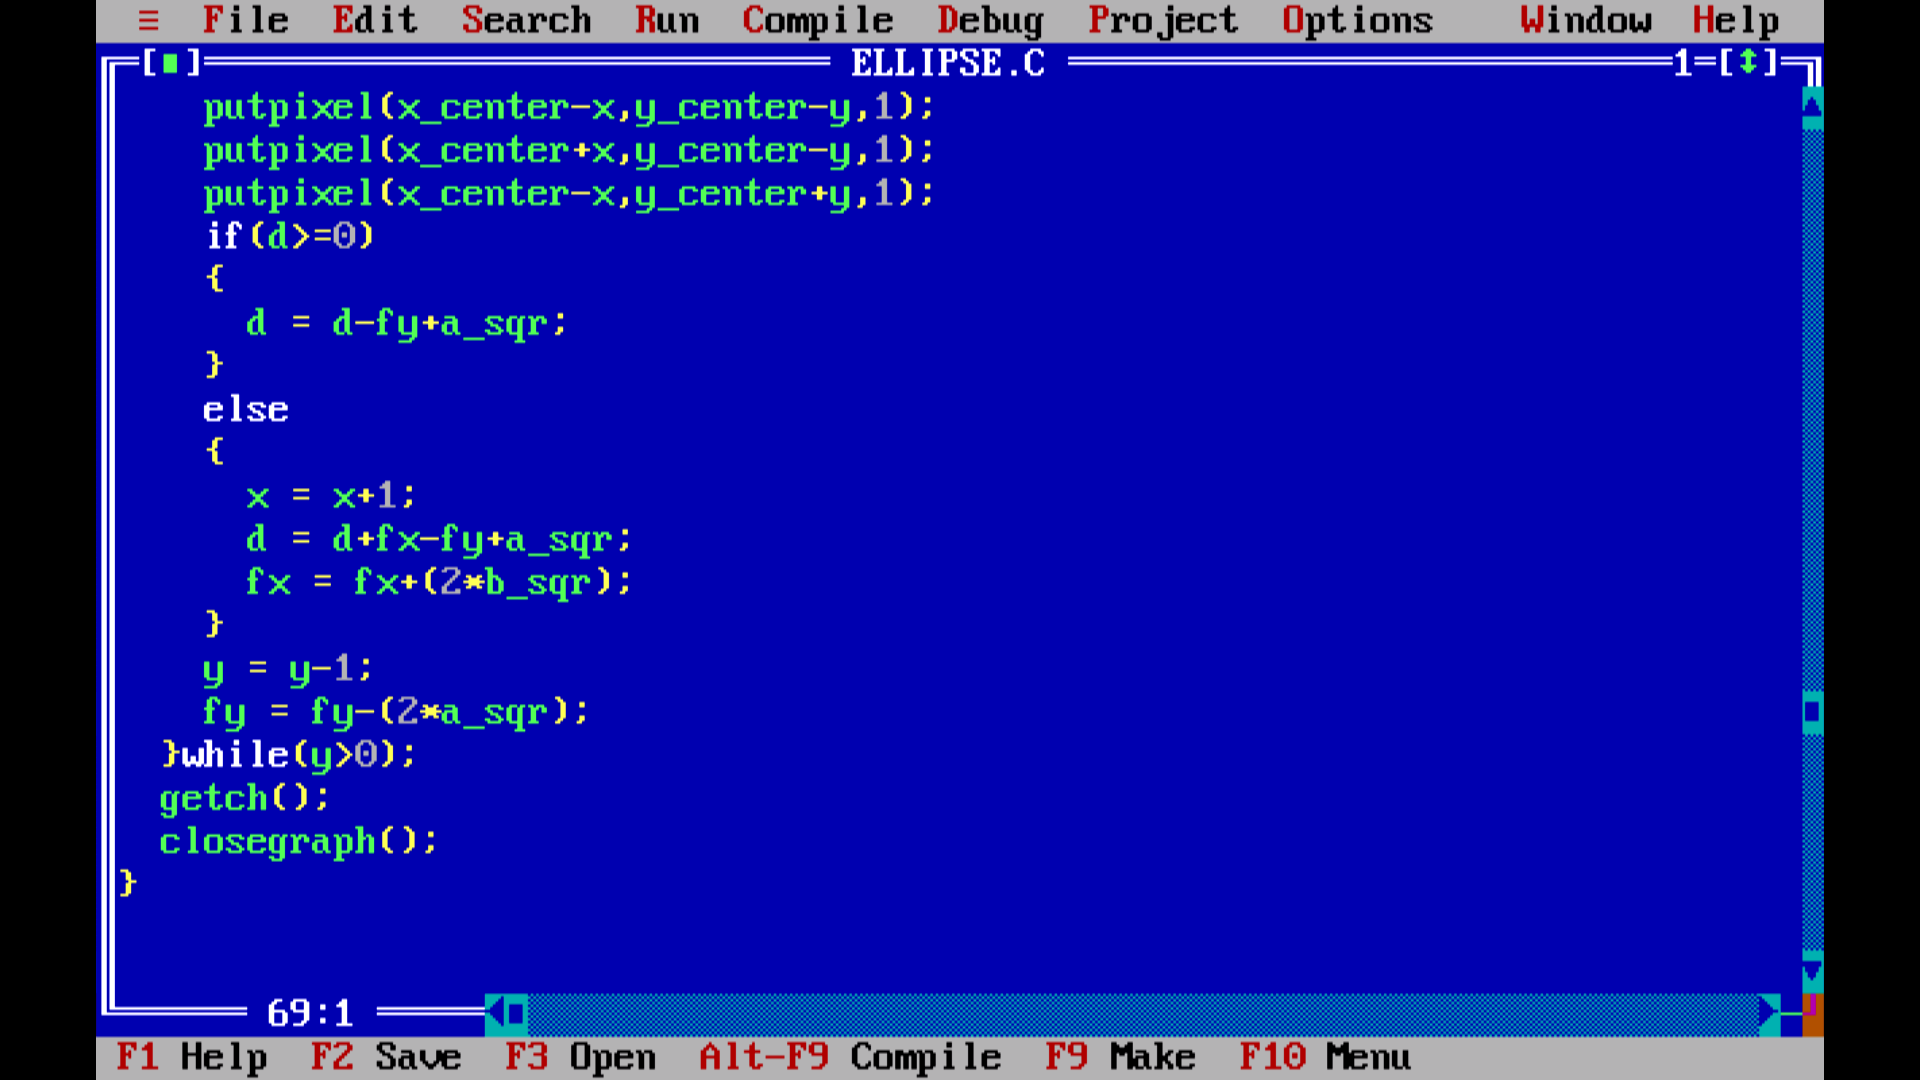 ≡ File Edit Search Run Compile Debug Project Options Window Help
[■] ELLIPSE.C 1=[↕]
putpixel(x_center-x,y_center-y,1);
putpixel(x_center+x,y_center-y,1);
putpixel(x_center-x,y_center+y,1);
if(d>=0)
{
d = d-fy+a_sqr;
}
else
{
x = x+1;
d = d+fx-fy+a_sqr;
fx = fx+(2*b_sqr);
}
y = y-1;
fy = fy-(2*a_sqr);
}while(y>0);
getch();
closegraph();
}
69:1
F1 Help F2 Save F3 Open Alt-F9 Compile F9 Make F10 Menu